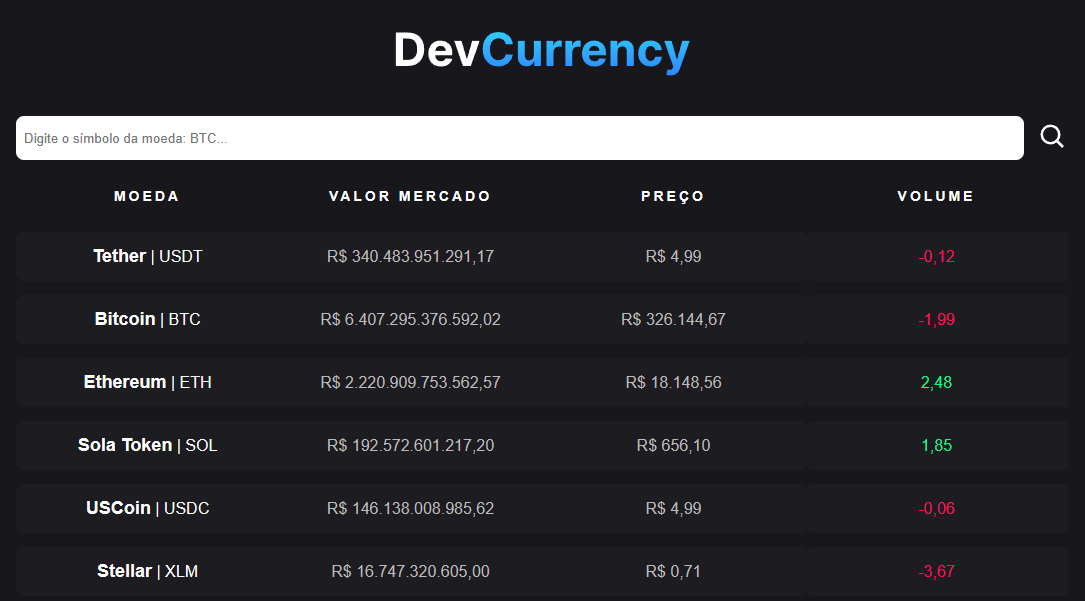 DevCurrency
Digite o símbolo da moeda: BTC...
MOEDA VALOR MERCADO PREÇO VOLUME
Tether | USDT R$ 340.483.951.291,17 R$ 4,99 -0,12
Bitcoin | BTC R$ 6.407.295.376.592,02 R$ 326.144,67 -1,99
Ethereum | ETH R$ 2.220.909.753.562,57 R$ 18.148,56 2,48
Sola Token | SOL R$ 192.572.601.217,20 R$ 656,10 1,85
USCoin | USDC R$ 146.138.008.985,62 R$ 4,99 -0,06
Stellar | XLM R$ 16.747.320.605,00 R$ 0,71 -3,67